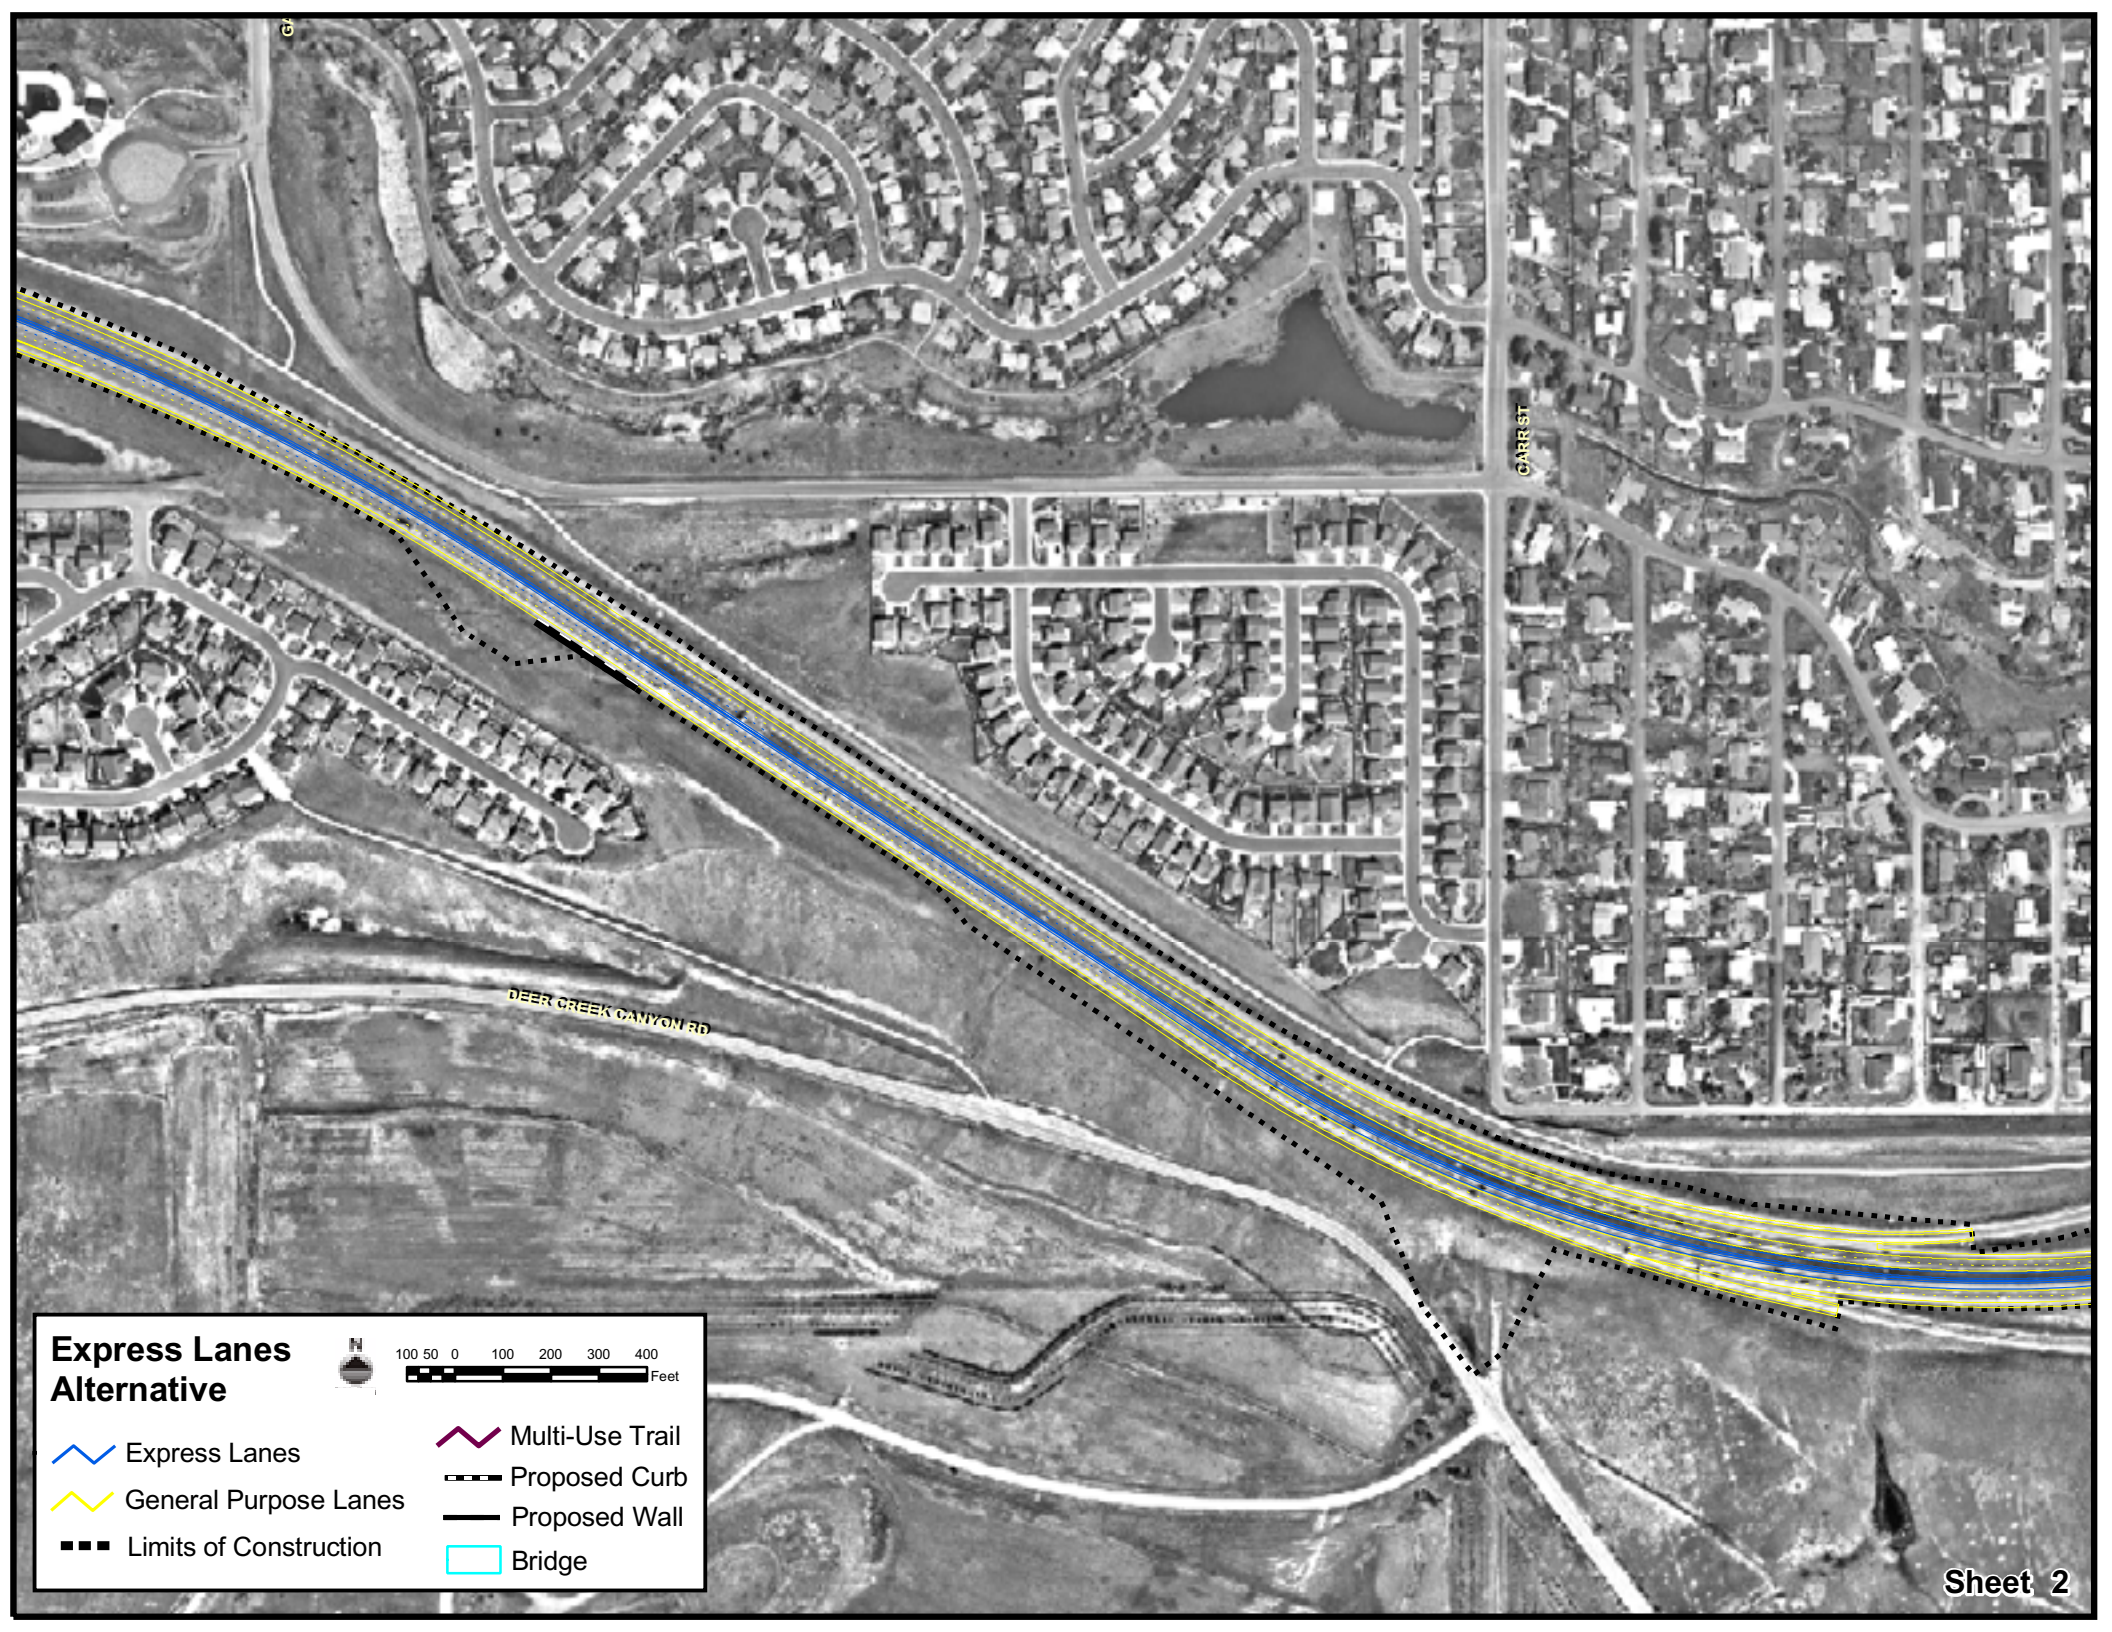 CARR ST
DEER CREEK CANYON RD
Express Lanes
Alternative
N
100 50 0 100 200 300 400
Feet
Express Lanes
General Purpose Lanes
Limits of Construction
Multi-Use Trail
Proposed Curb
Proposed Wall
Bridge
Sheet 2